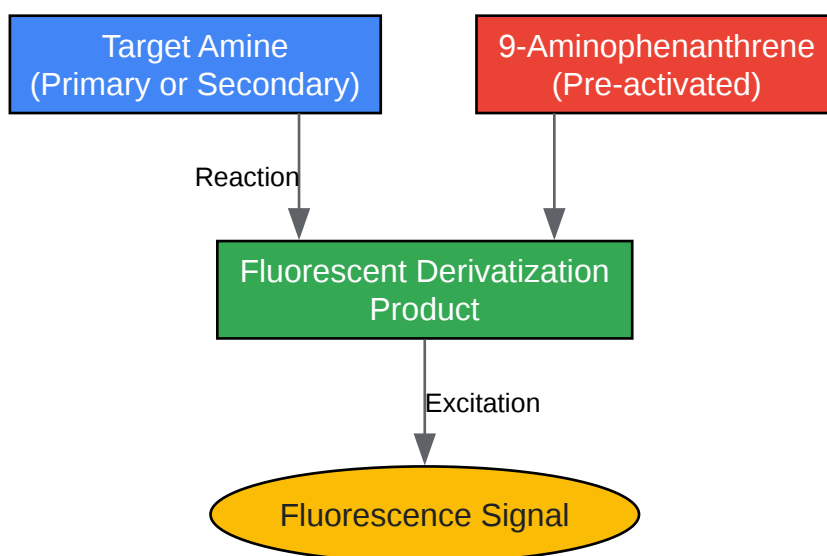 Target Amine
(Primary or Secondary)
9-Aminophenanthrene
(Pre-activated)
Reaction
Fluorescent Derivatization
Product
Excitation
Fluorescence Signal